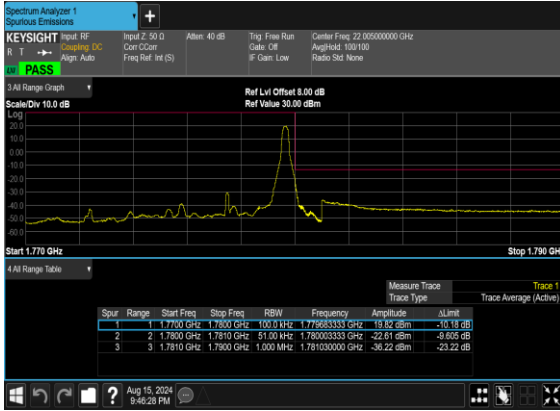 Spectrum Analyzer 1
Spurious Emissions
+
KEYSIGHT
R T
PASS
Input: RF
Coupling: DC
Align: Auto
Input Z: 50 Ω
Corr CCorr
Freq Ref: Int (S)
Atten: 40 dB
Trig: Free Run
Gate: Off
IF Gain: Low
Center Freq: 22.005000000 GHz
Avg|Hold: 100/100
Radio Std: None
3 All Range Graph
Scale/Div 10.0 dB
Ref Lvl Offset 8.00 dB
Ref Value 30.00 dBm
Log
20.0
10.0
0.00
-10.0
-20.0
-30.0
-40.0
-50.0
-60.0
Start 1.770 GHz
Stop 1.790 GH
4 All Range Table
Measure Trace Trace 1
Trace Type Trace Average (Active)
Spur Range Start Freq Stop Freq RBW Frequency Amplitude ΔLimit
1 1 1.7700 GHz 1.7800 GHz 100.0 kHz 1.779683333 GHz 19.82 dBm -10.18 dB
2 2 1.7800 GHz 1.7810 GHz 51.00 kHz 1.780003333 GHz -22.61 dBm -9.605 dB
3 3 1.7810 GHz 1.7900 GHz 1.000 MHz 1.781030000 GHz -36.22 dBm -23.22 dB
?
Aug 15, 2024
9:46:28 PM